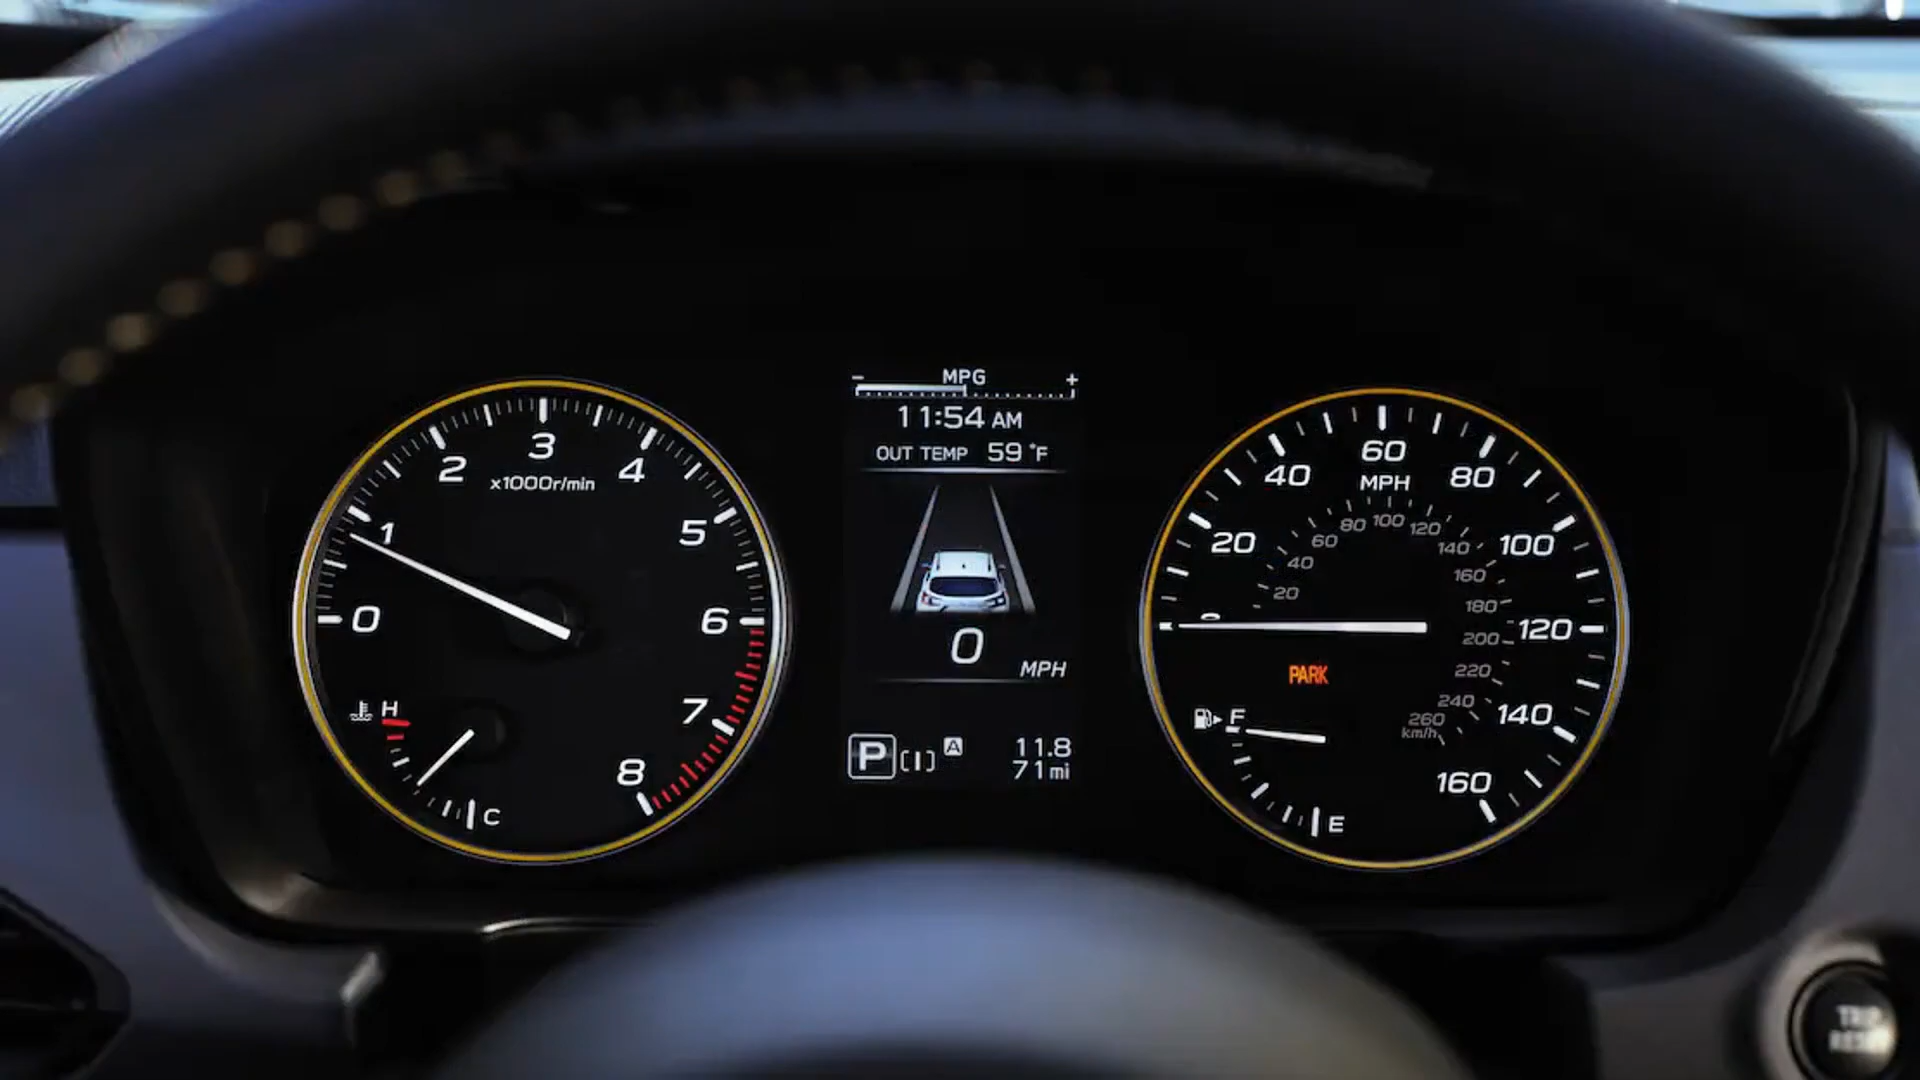 0
1
2
3
4
5
6
7
8
x1000r/min
H
C
- MPG +
11:54 AM
OUT TEMP 59 °F
0
MPH
P
A
11.8
71 mi
20
40
60
80
100
120
140
160
MPH
20
40
60
80
100
120
140
160
180
200
220
240
260
km/h
PARK
F
E
TRIP
RESET